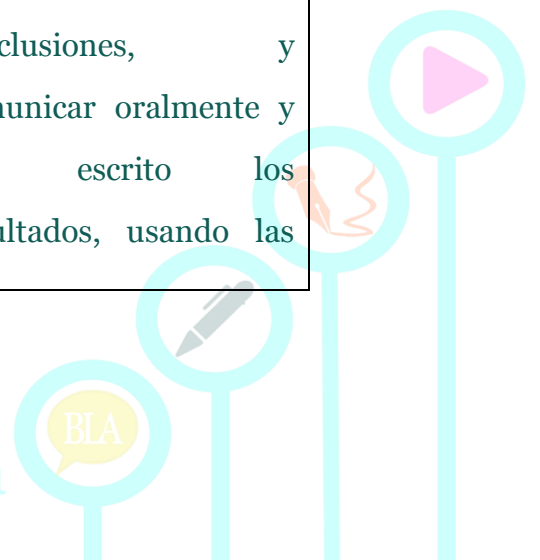 clusiones, y
unicar oralmente y
escrito los
ultados, usando las
BLA